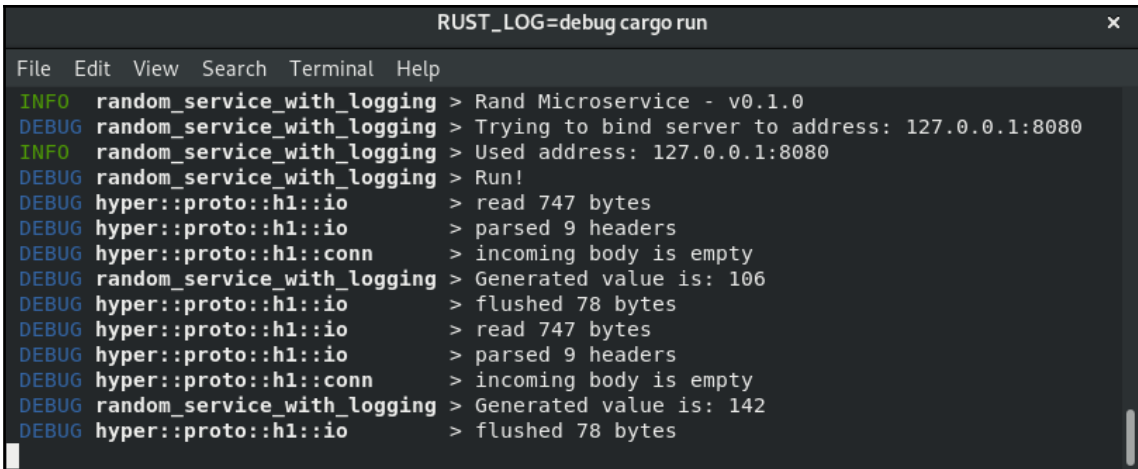 RUST_LOG=debug cargo run ×
File Edit View Search Terminal Help
INFO  random_service_with_logging > Rand Microservice - v0.1.0
DEBUG random_service_with_logging > Trying to bind server to address: 127.0.0.1:8080
INFO  random_service_with_logging > Used address: 127.0.0.1:8080
DEBUG random_service_with_logging > Run!
DEBUG hyper::proto::h1::io        > read 747 bytes
DEBUG hyper::proto::h1::io        > parsed 9 headers
DEBUG hyper::proto::h1::conn      > incoming body is empty
DEBUG random_service_with_logging > Generated value is: 106
DEBUG hyper::proto::h1::io        > flushed 78 bytes
DEBUG hyper::proto::h1::io        > read 747 bytes
DEBUG hyper::proto::h1::io        > parsed 9 headers
DEBUG hyper::proto::h1::conn      > incoming body is empty
DEBUG random_service_with_logging > Generated value is: 142
DEBUG hyper::proto::h1::io        > flushed 78 bytes